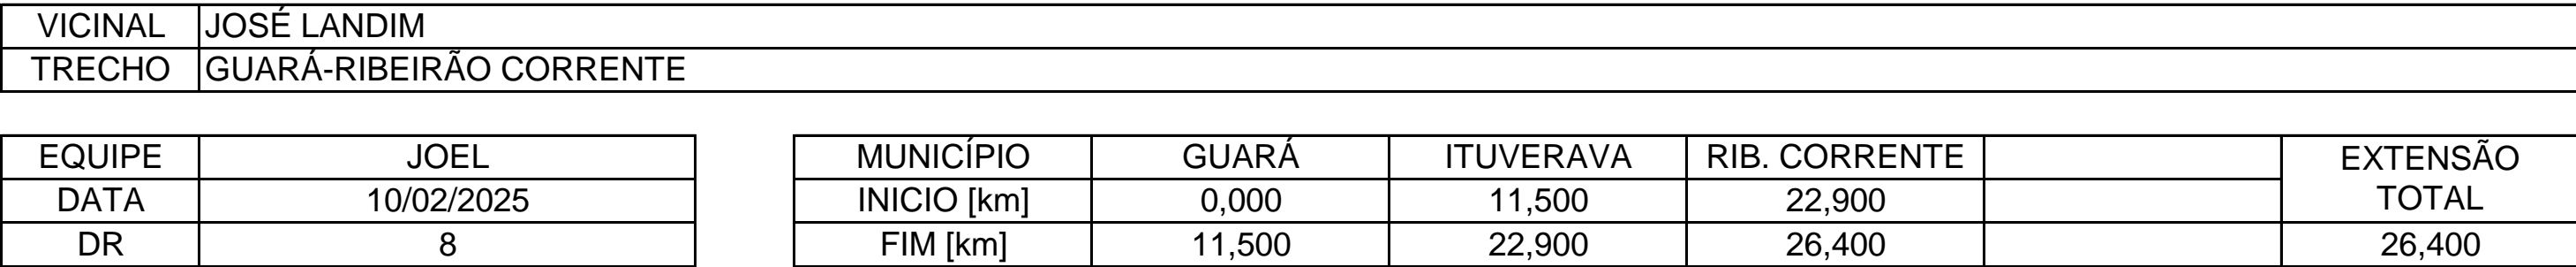 VICINAL JOSÉ LANDIM
TRECHO GUARÁ-RIBEIRÃO CORRENTE
EQUIPE JOEL
DATA 10/02/2025
DR 8
MUNICÍPIO GUARÁ ITUVERAVA RIB. CORRENTE EXTENSÃO
INICIO [km] 0,000 11,500 22,900 TOTAL
FIM [km] 11,500 22,900 26,400 26,400